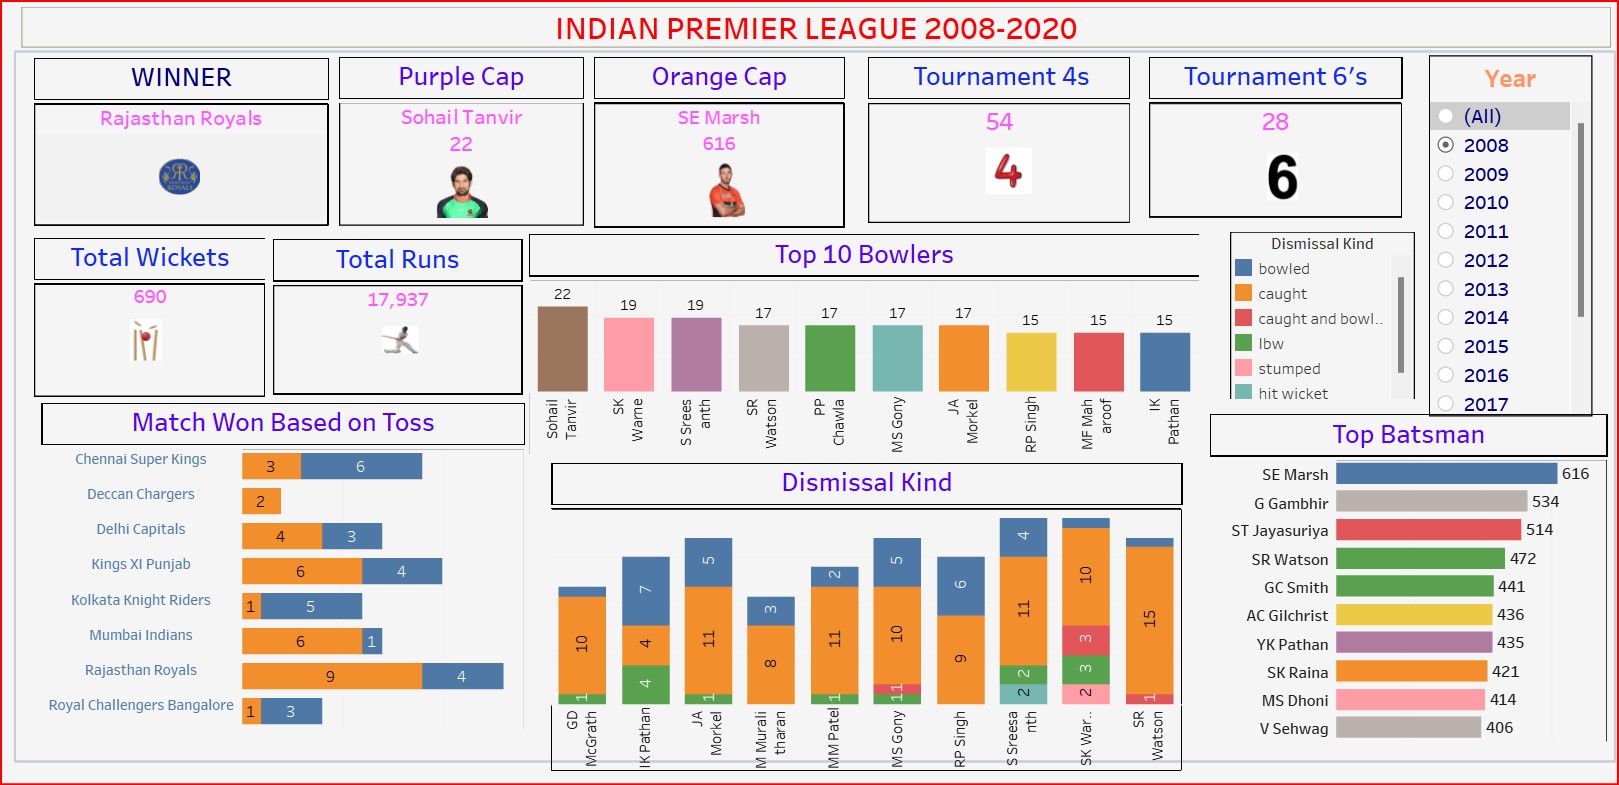 INDIAN PREMIER LEAGUE 2008-2020
WINNER
Rajasthan Royals
ROYALS
Purple Cap
Sohail Tanvir
22
Orange Cap
SE Marsh
616
Tournament 4s
54
4
Tournament 6's
28
6
Year
(All)
2008
2009
2010
2011
2012
2013
2014
2015
2016
2017
Total Wickets
690
Total Runs
17,937
Top 10 Bowlers
22
19
19
17
17
17
17
15
15
15
Sohail
Tanvir
SK
Warne
S Srees
anth
SR
Watson
PP
Chawla
MS Gony
JA
Morkel
RP Singh
MF Mah
aroof
IK
Pathan
Dismissal Kind
bowled
caught
caught and bowl..
lbw
stumped
hit wicket
Match Won Based on Toss
Chennai Super Kings
3
6
Deccan Chargers
2
Delhi Capitals
4
3
Kings XI Punjab
6
4
Kolkata Knight Riders
1
5
Mumbai Indians
6
1
Rajasthan Royals
9
4
Royal Challengers Bangalore
1
3
Dismissal Kind
10
1
7
4
4
5
11
1
3
8
2
11
1
5
10
1
1
6
9
4
11
2
2
10
3
3
2
15
1
GD
McGrath
IK Pathan
JA
Morkel
M Murali
tharan
MM Patel
MS Gony
RP Singh
S Sreesa
nth
SK War..
SR
Watson
Top Batsman
SE Marsh
616
G Gambhir
534
ST Jayasuriya
514
SR Watson
472
GC Smith
441
AC Gilchrist
436
YK Pathan
435
SK Raina
421
MS Dhoni
414
V Sehwag
406